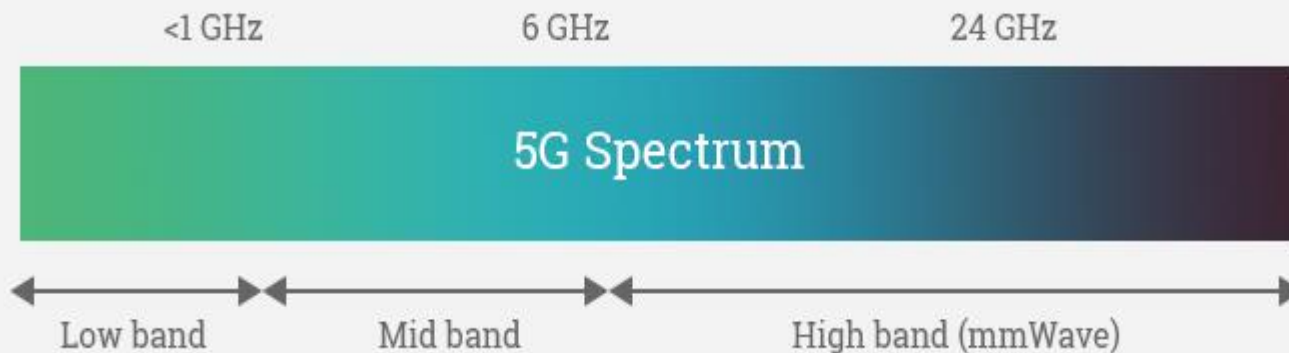 <1 GHz 6 GHz 24 GHz
5G Spectrum
Low band Mid band High band (mmWave)